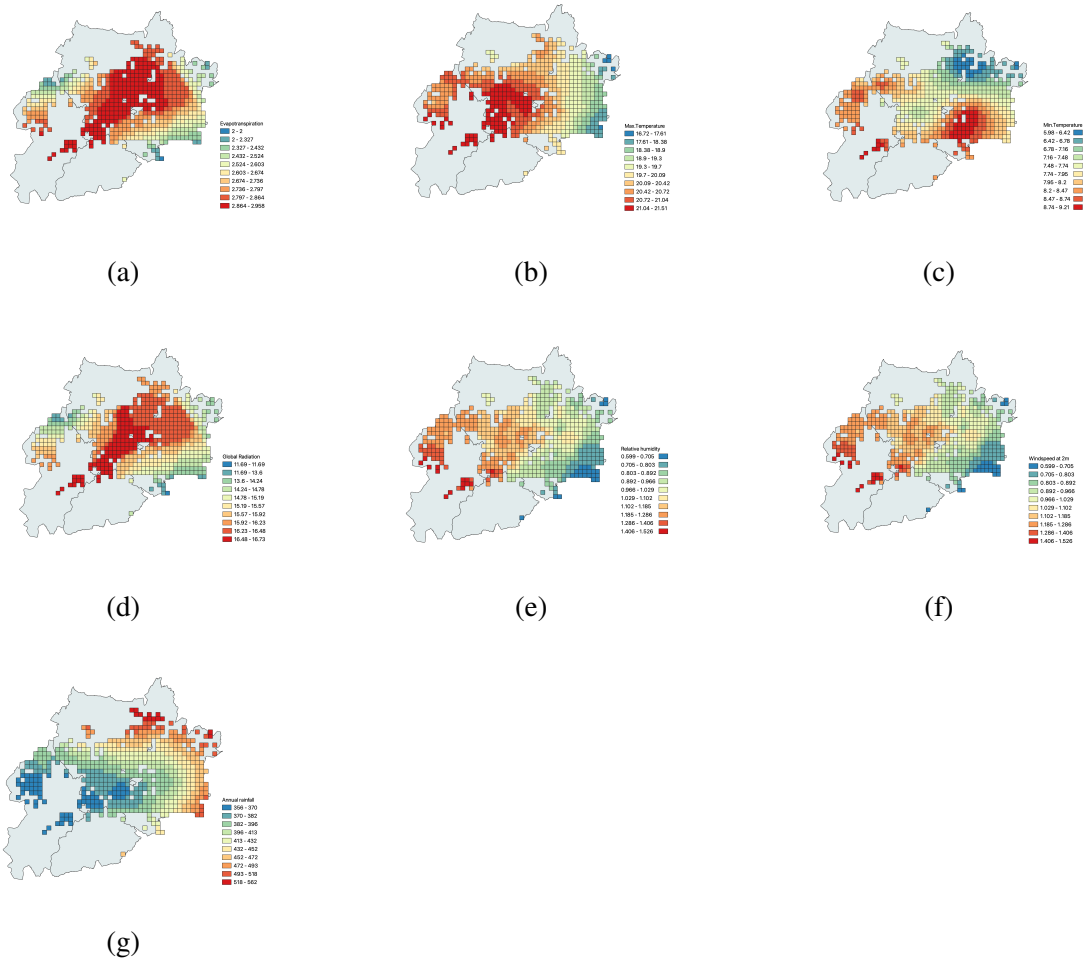 Evapotranspiration
2 - 2
2 - 2.327
2.327 - 2.432
2.432 - 2.524
2.524 - 2.603
2.603 - 2.674
2.674 - 2.736
2.736 - 2.797
2.797 - 2.864
2.864 - 2.958
(a)
Max.Temperature
16.72 - 17.61
17.61 - 18.38
18.38 - 18.9
18.9 - 19.3
19.3 - 19.7
19.7 - 20.09
20.09 - 20.42
20.42 - 20.72
20.72 - 21.04
21.04 - 21.51
(b)
Min.Temperature
5.98 - 6.42
6.42 - 6.78
6.78 - 7.16
7.16 - 7.48
7.48 - 7.74
7.74 - 7.95
7.95 - 8.2
8.2 - 8.47
8.47 - 8.74
8.74 - 9.21
(c)
Global Radiation
11.69 - 11.69
11.69 - 13.6
13.6 - 14.24
14.24 - 14.78
14.78 - 15.19
15.19 - 15.57
15.57 - 15.92
15.92 - 16.23
16.23 - 16.48
16.48 - 16.73
(d)
Relative humidity
0.599 - 0.705
0.705 - 0.803
0.803 - 0.892
0.892 - 0.966
0.966 - 1.029
1.029 - 1.102
1.102 - 1.185
1.185 - 1.286
1.286 - 1.406
1.406 - 1.526
(e)
Windspeed at 2m
0.599 - 0.705
0.705 - 0.803
0.803 - 0.892
0.892 - 0.966
0.966 - 1.029
1.029 - 1.102
1.102 - 1.185
1.185 - 1.286
1.286 - 1.406
1.406 - 1.526
(f)
Annual rainfall
356 - 370
370 - 382
382 - 396
396 - 413
413 - 432
432 - 452
452 - 472
472 - 493
493 - 518
518 - 562
(g)